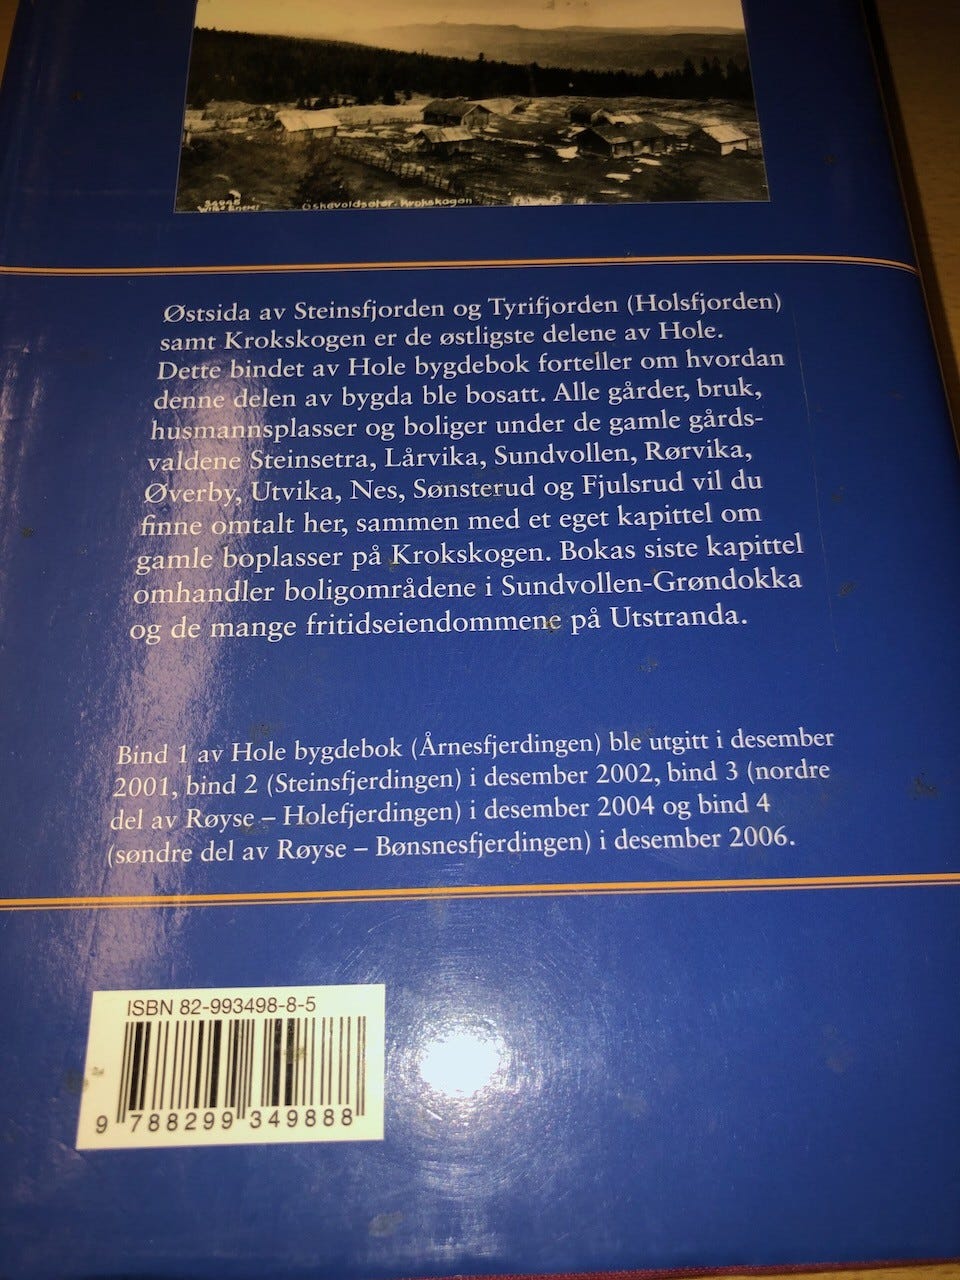 34945
Oshevoldsæter. Krokskogen
Østsida av Steinsfjorden og Tyrifjorden (Holsfjorden)
samt Krokskogen er de østligste delene av Hole.
Dette bindet av Hole bygdebok forteller om hvordan
denne delen av bygda ble bosatt. Alle gårder, bruk,
husmannsplasser og boliger under de gamle gårds-
valdene Steinsetra, Lårvika, Sundvollen, Rørvika,
Øverby, Utvika, Nes, Sønsterud og Fjulsrud vil du
finne omtalt her, sammen med et eget kapittel om
gamle boplasser på Krokskogen. Bokas siste kapittel
omhandler boligområdene i Sundvollen-Grøndokka
og de mange fritidseiendommene på Utstranda.
Bind 1 av Hole bygdebok (Årnesfjerdingen) ble utgitt i desember
2001, bind 2 (Steinsfjerdingen) i desember 2002, bind 3 (nordre
del av Røyse – Holefjerdingen) i desember 2004 og bind 4
(søndre del av Røyse – Bønsnesfjerdingen) i desember 2006.
ISBN 82-993498-8-5
9 788299 349888